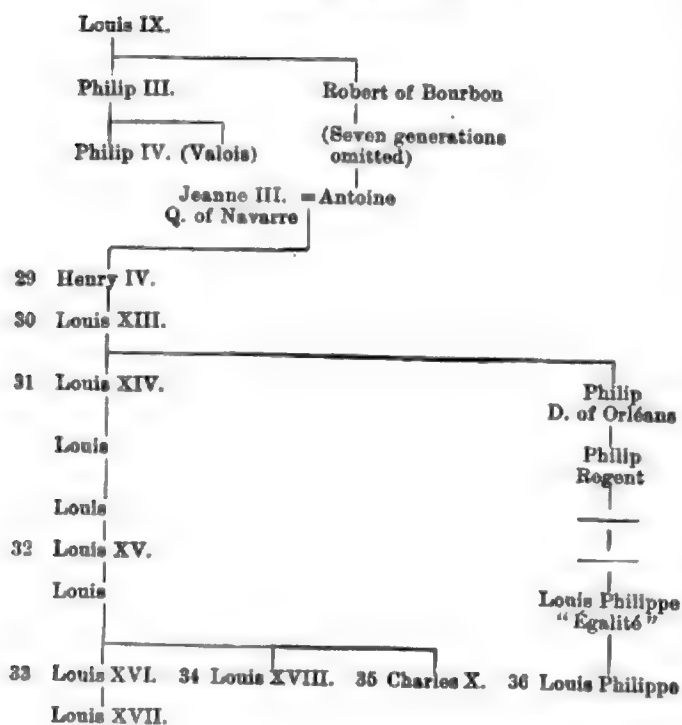 Louis IX.
Philip III.
Robert of Bourbon
Philip IV. (Valois)
(Seven generations
omitted)
Jeanne III. = Antoine
Q. of Navarre
29 Henry IV.
30 Louis XIII.
31 Louis XIV.
Philip
D. of Orléans
Louis
Philip
Regent
Louis
32 Louis XV.
Louis
Louis Philippe
"Égalité"
33 Louis XVI. 34 Louis XVIII. 35 Charles X. 36 Louis Philippe
Louis XVII.